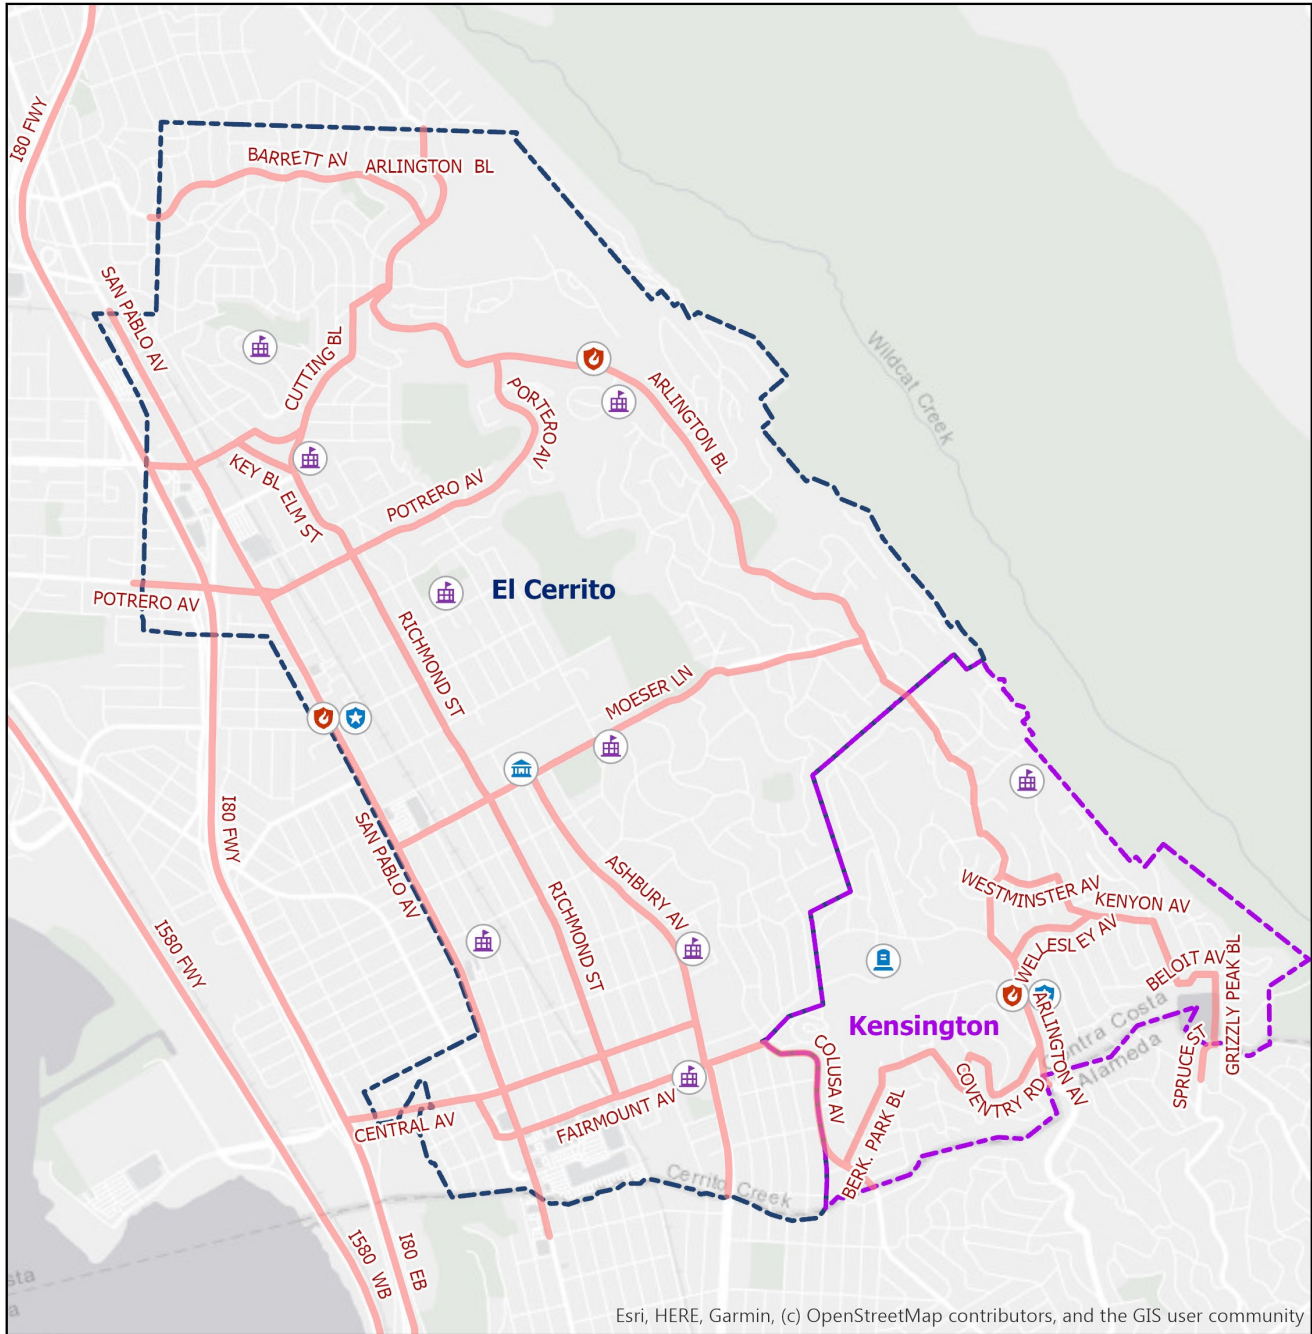 I80 FWY
BARRETT AV
ARLINGTON BL
SAN PABLO AV
CUTTING BL
Wildcat Creek
PORTERO AV
ARLINGTON BL
KEY BL
ELM ST
POTRERO AV
El Cerrito
POTRERO AV
RICHMOND ST
MOESER LN
I80 FWY
SAN PABLO AV
ASHBURY AV
RICHMOND ST
WESTMINSTER AV
KENYON AV
WELLESLEY AV
I580 FWY
BELOIT AV
GRIZZLY PEAK BL
Kensington
ARLINGTON AV
Contra Costa
Alameda
SPRUCE ST
COLUSA AV
COVENTRY RD
BERK. PARK BL
FAIRMOUNT AV
CENTRAL AV
Cerrito Creek
I580 WB
I80 EB
sta
a
Esri, HERE, Garmin, (c) OpenStreetMap contributors, and the GIS user community